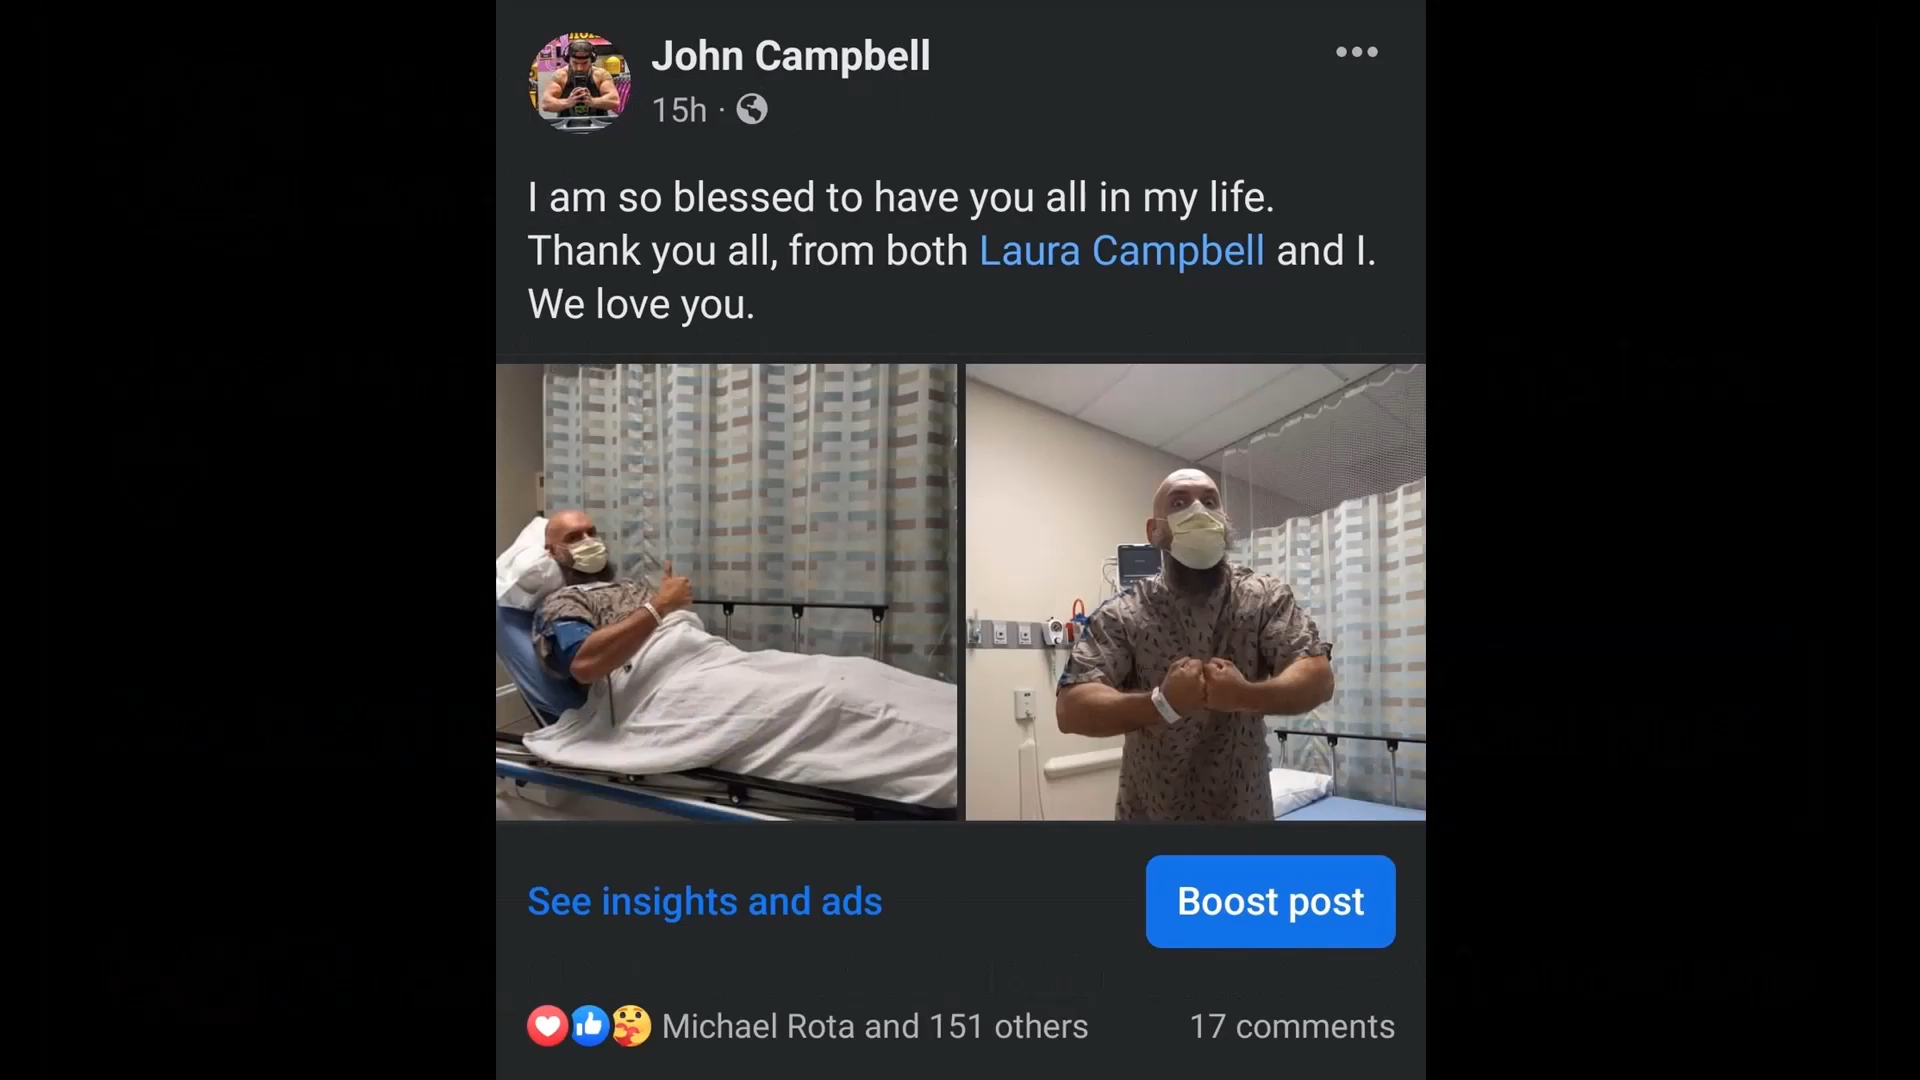 John Campbell
15h ·
I am so blessed to have you all in my life.
Thank you all, from both Laura Campbell and I.
We love you.
See insights and ads
Boost post
Michael Rota and 151 others
17 comments